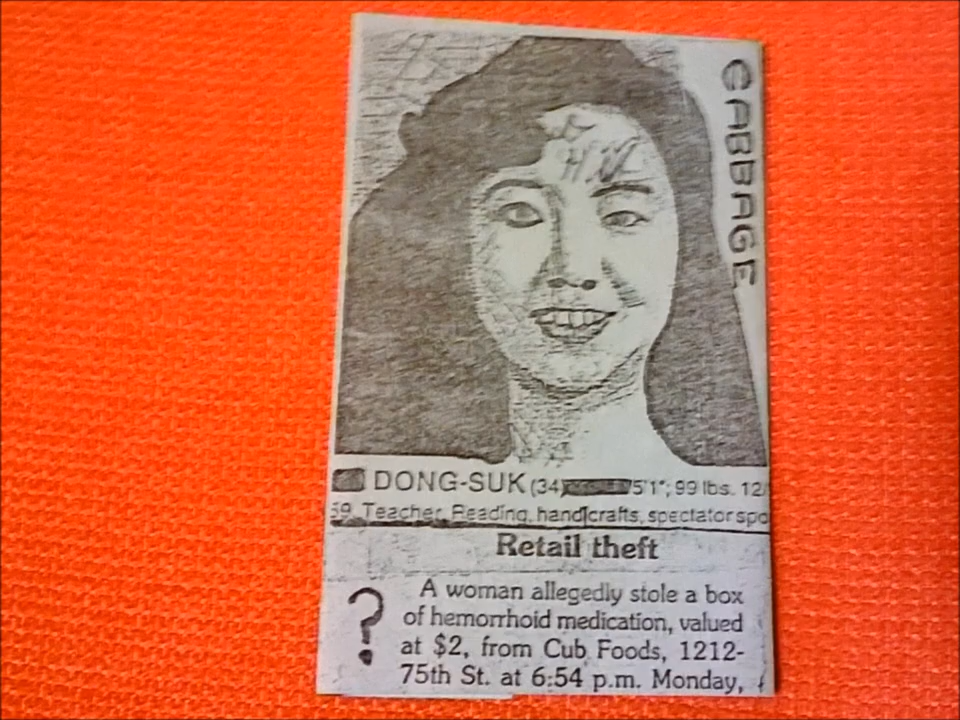 CABBAGE
DONG-SUK (34) 5'1"; 99 lbs. 12/
59. Teacher. Reading, handicrafts, spectator spo
Retail theft
?
A woman allegedly stole a box
of hemorrhoid medication, valued
at $2, from Cub Foods, 1212-
75th St. at 6:54 p.m. Monday,